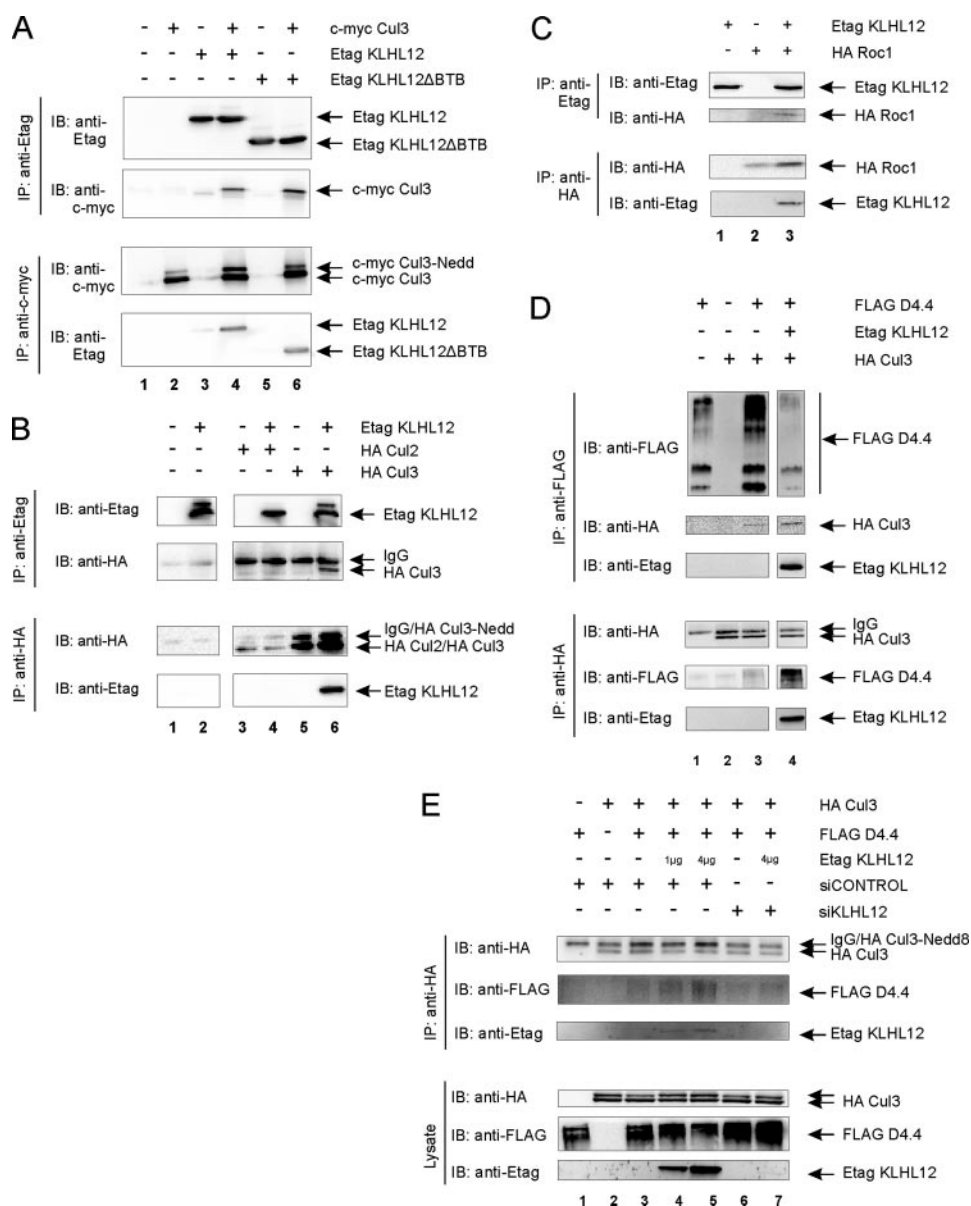 A
- + - + - + c-myc Cul3
- - + + - - Etag KLHL12
- - - - + + Etag KLHL12ΔBTB
IP: anti-Etag
IB: anti-Etag
Etag KLHL12
Etag KLHL12ΔBTB
IB: anti-c-myc
c-myc Cul3
IP: anti-c-myc
IB: anti-c-myc
c-myc Cul3-Nedd
c-myc Cul3
IB: anti-Etag
Etag KLHL12
Etag KLHL12ΔBTB
1 2 3 4 5 6
B
- + - + - + Etag KLHL12
- - + + - - HA Cul2
- - - - + + HA Cul3
IP: anti-Etag
IB: anti-Etag
Etag KLHL12
IB: anti-HA
IgG
HA Cul3
IP: anti-HA
IB: anti-HA
IgG/HA Cul3-Nedd
HA Cul2/HA Cul3
IB: anti-Etag
Etag KLHL12
1 2 3 4 5 6
C
+ - + Etag KLHL12
- + + HA Roc1
IP: anti-Etag
IB: anti-Etag
Etag KLHL12
IB: anti-HA
HA Roc1
IP: anti-HA
IB: anti-HA
HA Roc1
IB: anti-Etag
Etag KLHL12
1 2 3
D
+ - + + FLAG D4.4
- - - + Etag KLHL12
- + + + HA Cul3
IP: anti-FLAG
IB: anti-FLAG
FLAG D4.4
IB: anti-HA
HA Cul3
IB: anti-Etag
Etag KLHL12
IP: anti-HA
IB: anti-HA
IgG
HA Cul3
IB: anti-FLAG
FLAG D4.4
IB: anti-Etag
Etag KLHL12
1 2 3 4
E
- + + + + + + HA Cul3
+ - + + + + + FLAG D4.4
- - - 1µg 4µg - 4µg Etag KLHL12
+ + + + + - - siCONTROL
- - - - - + + siKLHL12
IP: anti-HA
IB: anti-HA
IgG/HA Cul3-Nedd8
HA Cul3
IB: anti-FLAG
FLAG D4.4
IB: anti-Etag
Etag KLHL12
Lysate
IB: anti-HA
HA Cul3
IB: anti-FLAG
FLAG D4.4
IB: anti-Etag
Etag KLHL12
1 2 3 4 5 6 7